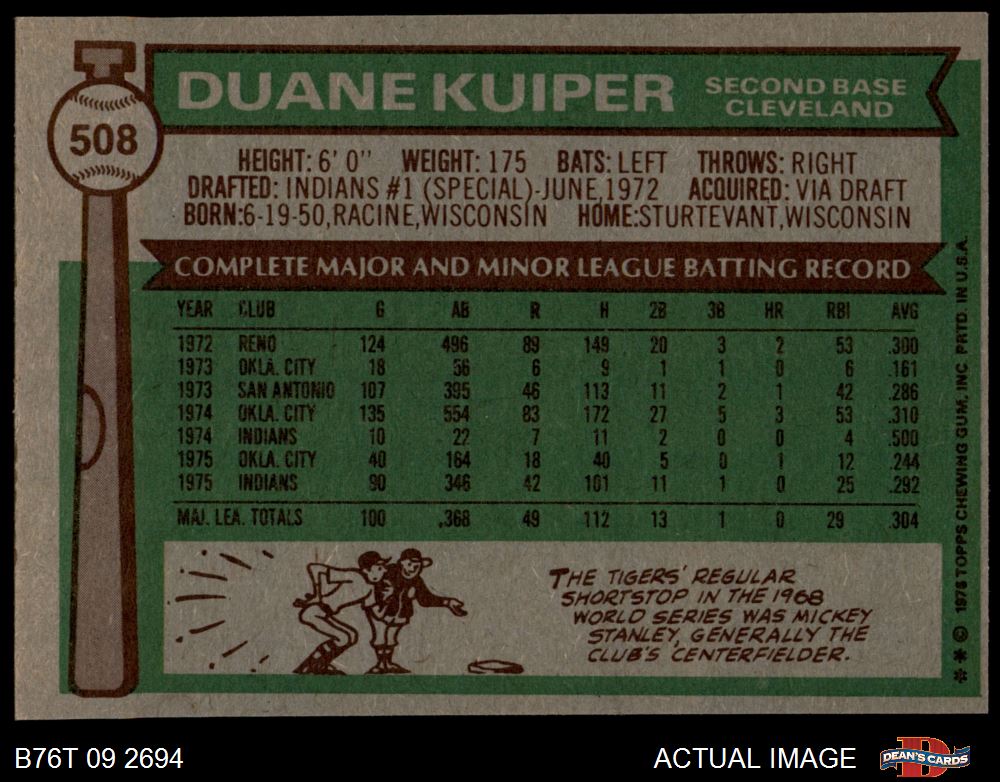 508
DUANE KUIPER
SECOND BASE
CLEVELAND
HEIGHT: 6' 0" WEIGHT: 175 BATS: LEFT THROWS: RIGHT
DRAFTED: INDIANS #1 (SPECIAL)-JUNE,1972 ACQUIRED: VIA DRAFT
BORN:6-19-50,RACINE,WISCONSIN HOME:STURTEVANT,WISCONSIN
COMPLETE MAJOR AND MINOR LEAGUE BATTING RECORD
YEAR CLUB G AB R H 2B 3B HR RBI AVG
1972 RENO 124 496 89 149 20 3 2 53 .300
1973 OKLA. CITY 18 56 6 9 1 1 0 6 .161
1973 SAN ANTONIO 107 395 46 113 11 2 1 42 .286
1974 OKLA. CITY 135 554 83 172 27 5 3 53 .310
1974 INDIANS 10 22 7 11 2 0 0 4 .500
1975 OKLA. CITY 40 164 18 40 5 0 1 12 .244
1975 INDIANS 90 346 42 101 11 1 0 25 .292
MAJ. LEA. TOTALS 100 .368 49 112 13 1 0 29 .304
THE TIGERS' REGULAR
SHORTSTOP IN THE 1968
WORLD SERIES WAS MICKEY
STANLEY, GENERALLY THE
CLUB'S CENTERFIELDER.
** © 1976 TOPPS CHEWING GUM, INC. PRTD. IN U.S.A.
B76T 09 2694
ACTUAL IMAGE
D
DEAN'S CARDS